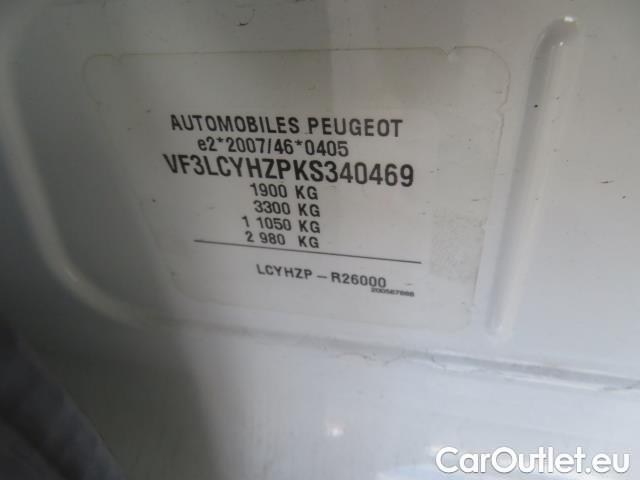 AUTOMOBILES PEUGEOT
e2*2007/46*0405
VF3LCYHZPKS340469
1900 KG
3300 KG
1 1050 KG
2 980 KG
LCYHZP -R26000
200567888
CarOutlet.eu